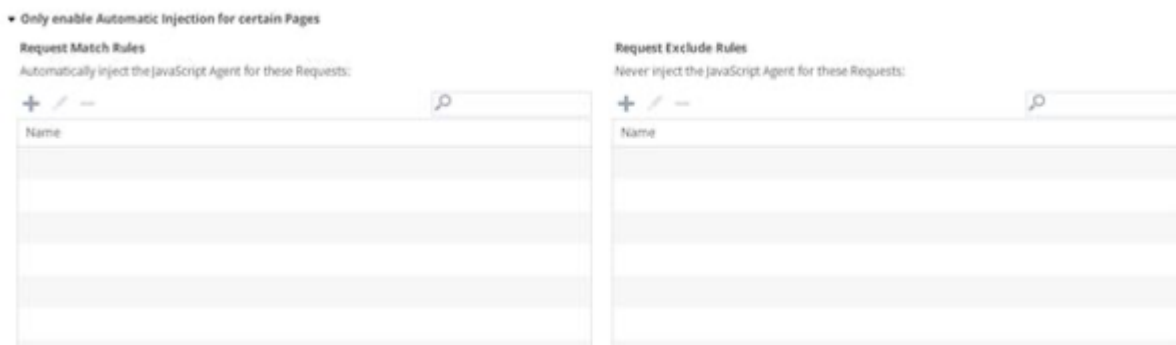 Only enable Automatic Injection for certain Pages
Request Match Rules
Automatically inject the JavaScript Agent for these Requests:
Name
Request Exclude Rules
Never inject the JavaScript Agent for these Requests:
Name